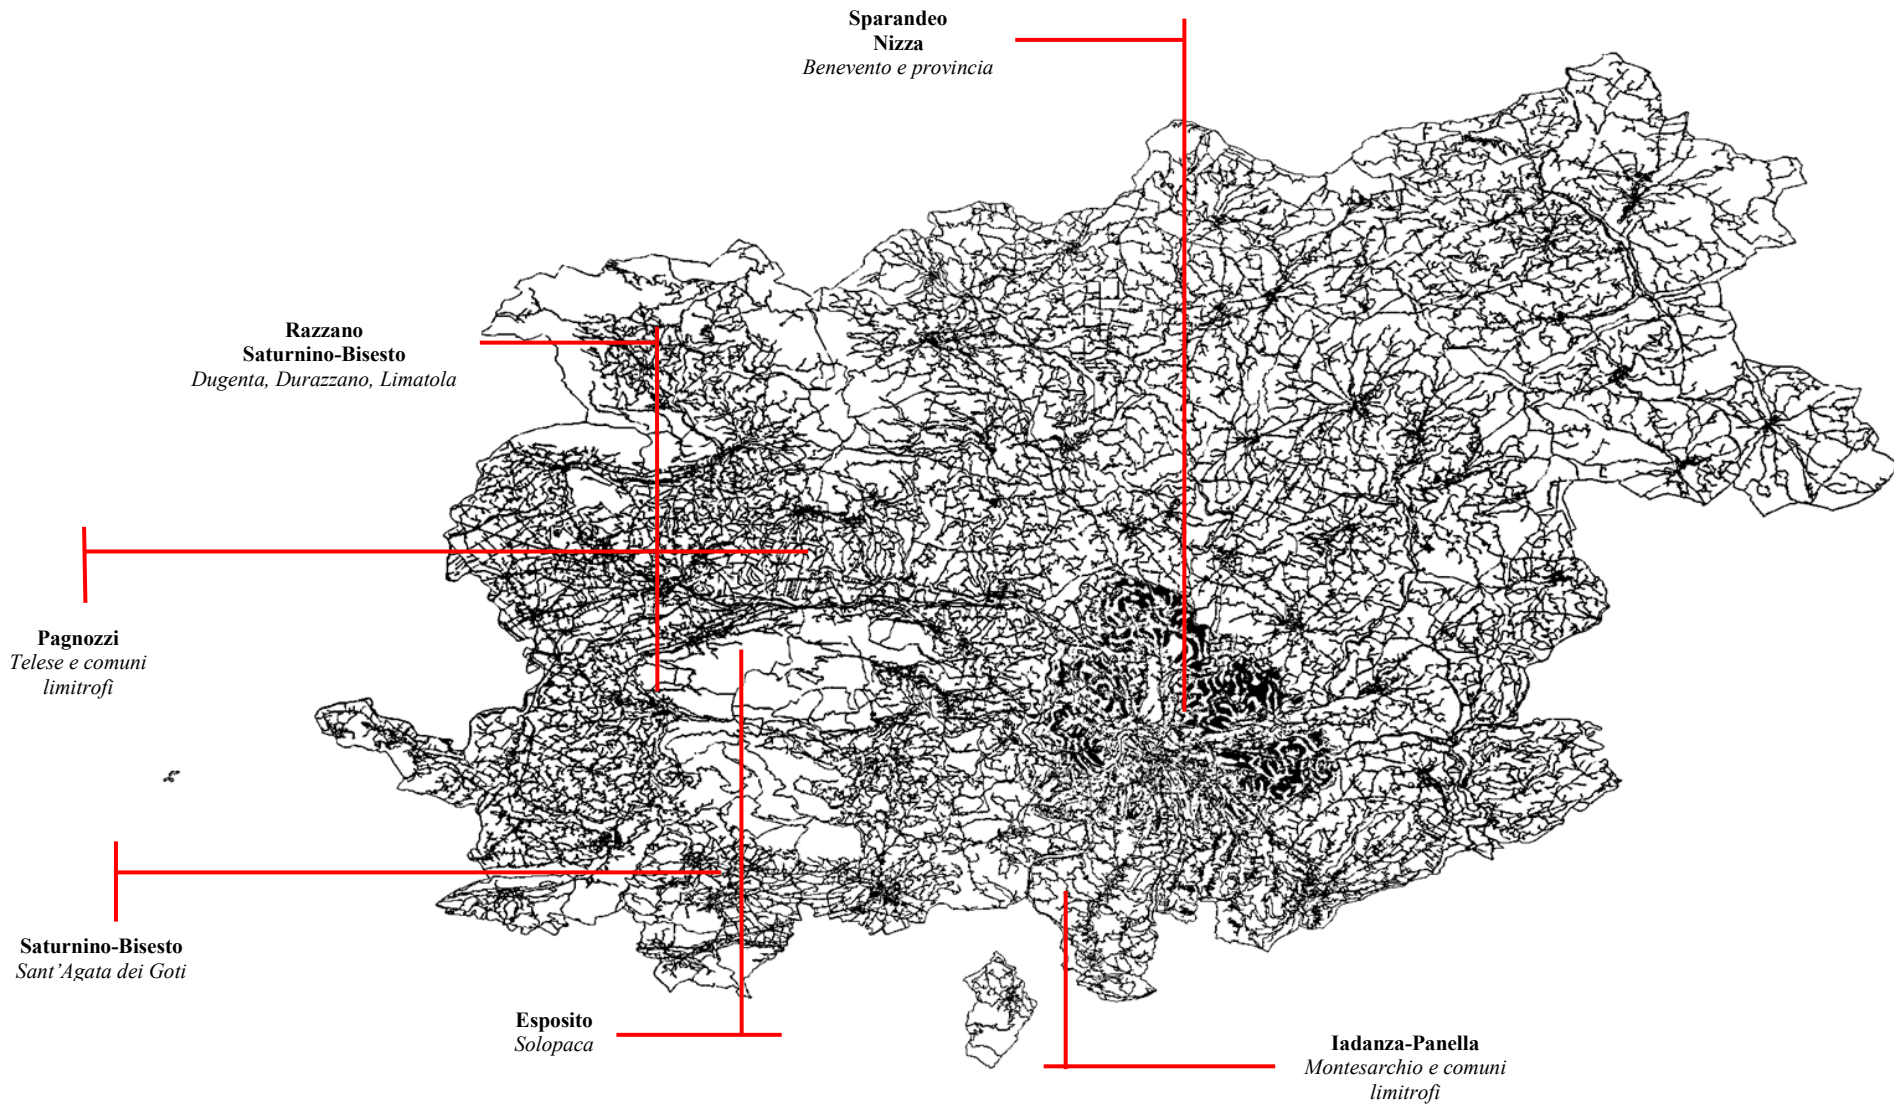 Sparandeo
Nizza
Benevento e provincia
Razzano
Saturnino-Bisesto
Dugenta, Durazzano, Limatola
Pagnozzi
Telese e comuni
limitrofi
Saturnino-Bisesto
Sant’Agata dei Goti
Esposito
Solopaca
Iadanza-Panella
Montesarchio e comuni
limitrofi